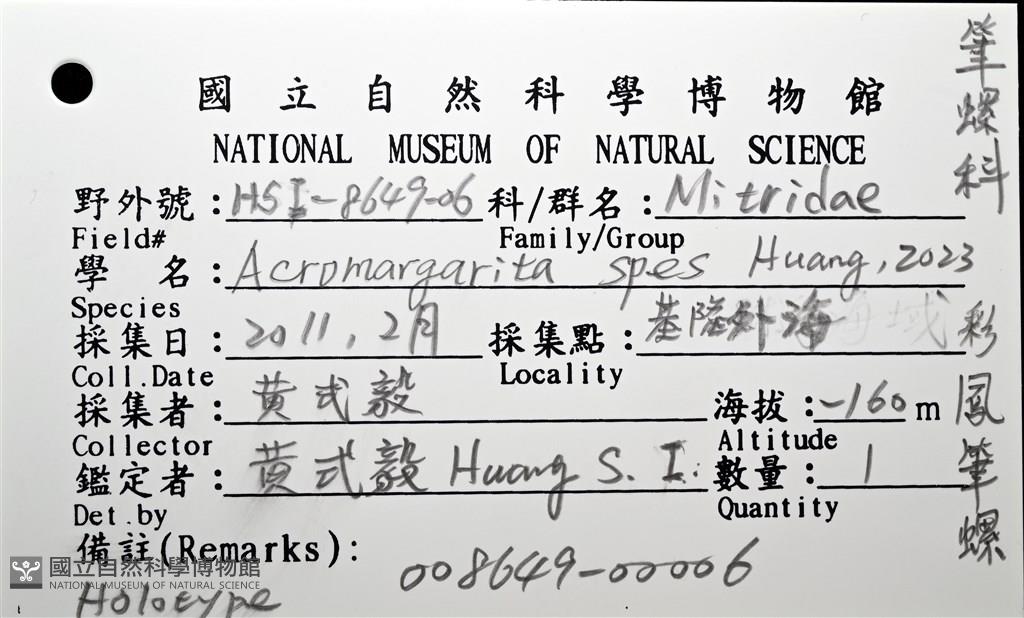 國立自然科學博物館
NATIONAL MUSEUM OF NATURAL SCIENCE
野外號：HSI-8649-06 科/群名：Mitridae
Field# Family/Group
學 名：Acromargarita spes Huang, 2023
Species
採集日：2011, 2月 採集點：基隆外海
Coll.Date Locality
採集者：黃式毅 海拔：-160 m
Collector Altitude
鑑定者：黃式毅 Huang S. I. 數量：1
Det.by Quantity
備註(Remarks)：
008649-00006
Holotype
筆螺科
彩鳳筆螺
國立自然科學博物館
NATIONAL MUSEUM OF NATURAL SCIENCE